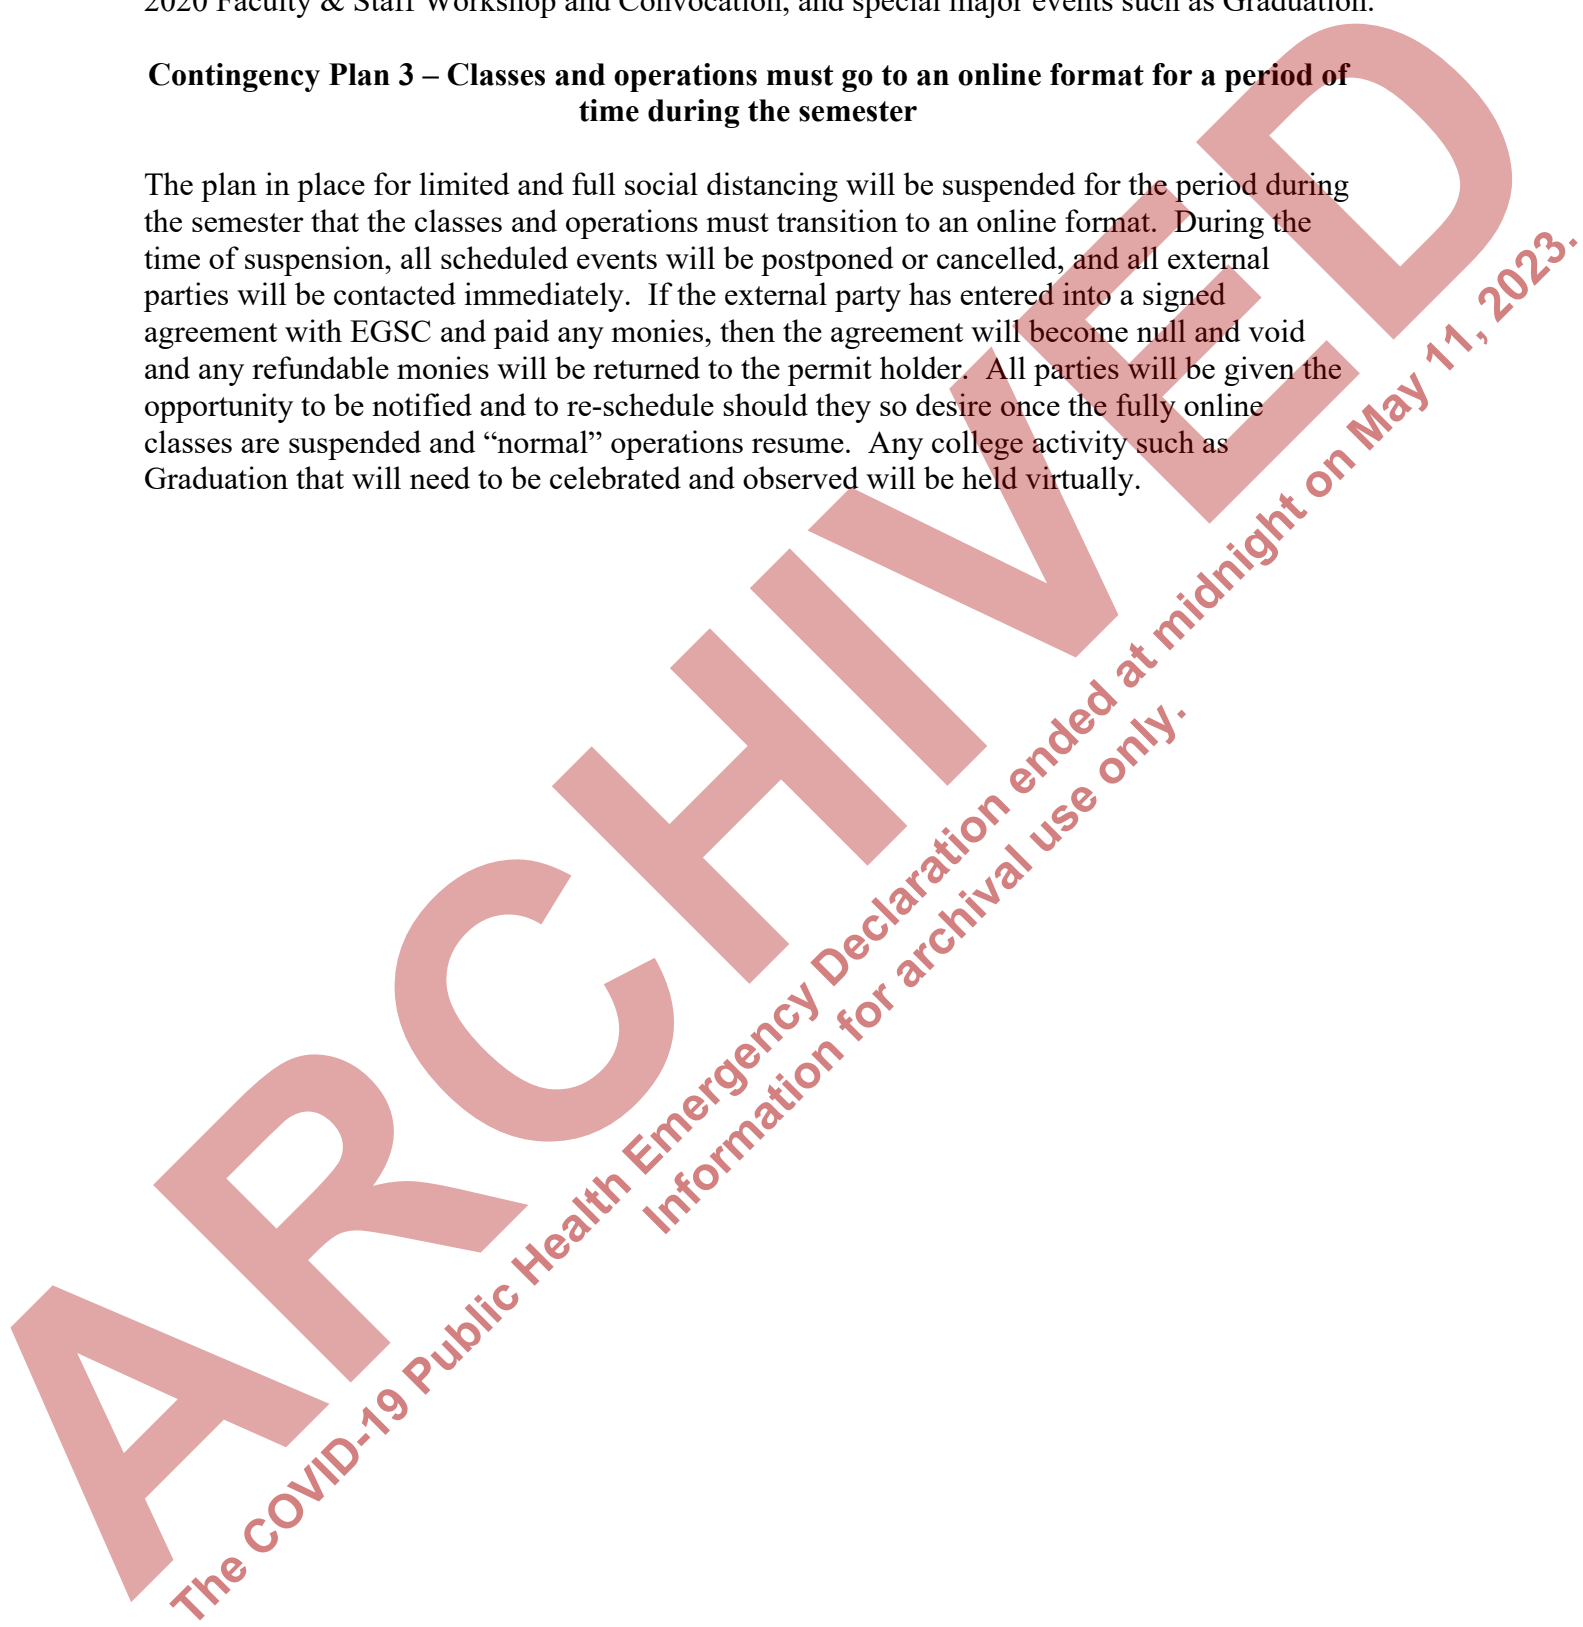 2020 Faculty & Staff Workshop and Convocation, and special major events such as Graduation.
Contingency Plan 3 – Classes and operations must go to an online format for a period of
time during the semester
The plan in place for limited and full social distancing will be suspended for the period during
the semester that the classes and operations must transition to an online format.  During the
time of suspension, all scheduled events will be postponed or cancelled, and all external
parties will be contacted immediately.  If the external party has entered into a signed
agreement with EGSC and paid any monies, then the agreement will become null and void
and any refundable monies will be returned to the permit holder.  All parties will be given the
opportunity to be notified and to re-schedule should they so desire once the fully online
classes are suspended and “normal” operations resume.  Any college activity such as
Graduation that will need to be celebrated and observed will be held virtually.
ARCHIVED
The COVID-19 Public Health Emergency Declaration ended at midnight on May 11, 2023.
Information for archival use only.